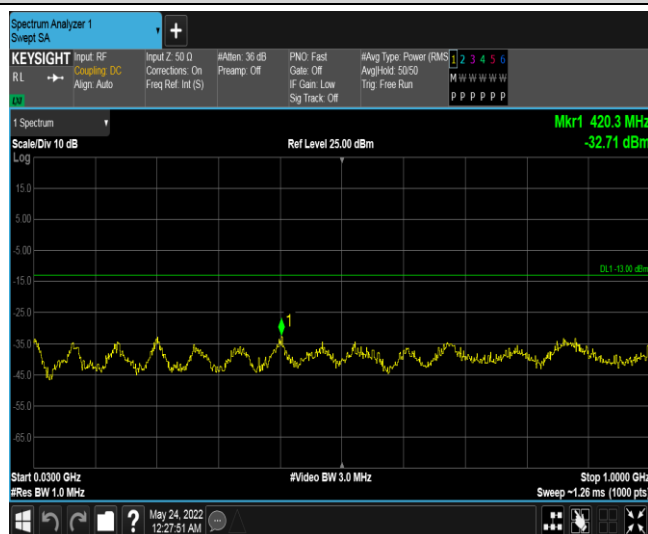 Spectrum Analyzer 1
Swept SA
+
KEYSIGHT
RL
LXI
Input: RF
Coupling: DC
Align: Auto
Input Z: 50 Ω
Corrections: On
Freq Ref: Int (S)
#Atten: 36 dB
Preamp: Off
PNO: Fast
Gate: Off
IF Gain: Low
Sig Track: Off
#Avg Type: Power (RMS
Avg|Hold: 50/50
Trig: Free Run
1 2 3 4 5 6
M W W W W W
P P P P P P
1 Spectrum
Mkr1 420.3 MHz
-32.71 dBm
Scale/Div 10 dB
Ref Level 25.00 dBm
Log
15.0
5.00
-5.00
DL1 -13.00 dBm
-15.0
-25.0
1
-35.0
-45.0
-55.0
-65.0
Start 0.0300 GHz
#Video BW 3.0 MHz
Stop 1.0000 GHz
#Res BW 1.0 MHz
Sweep ~1.26 ms (1000 pts)
?
May 24, 2022
12:27:51 AM